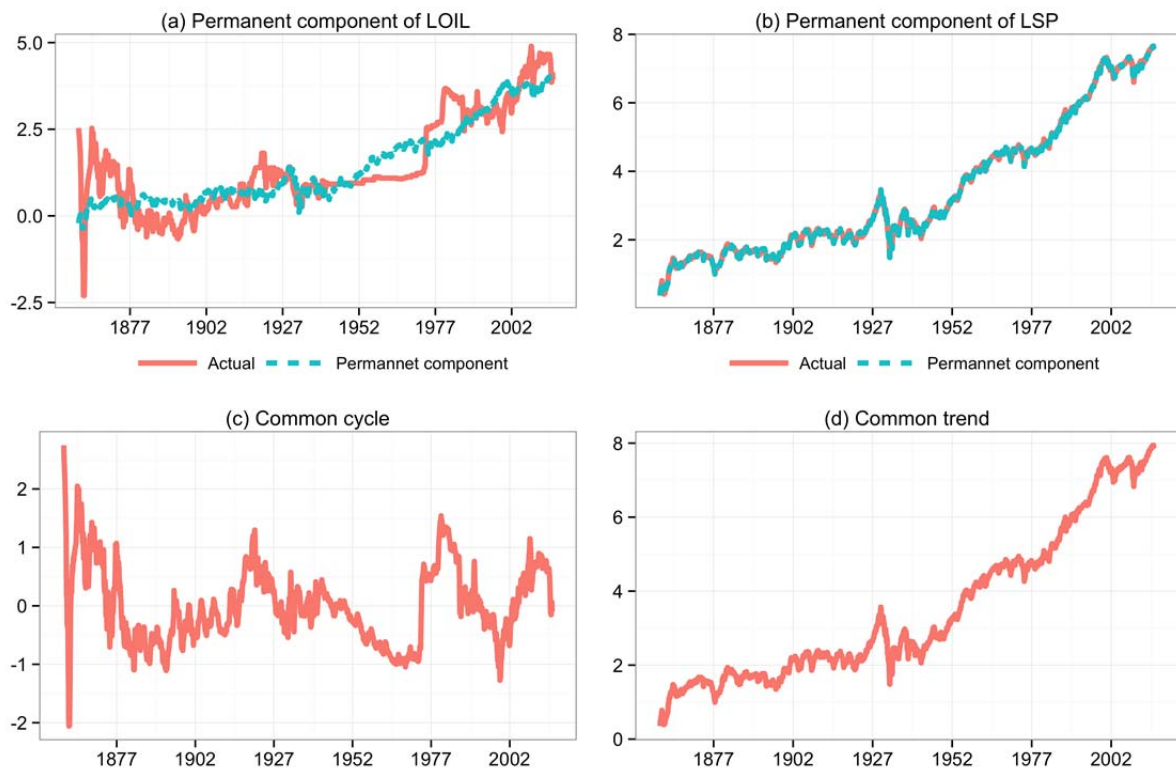 (a) Permanent component of LOIL
5.0
2.5
0.0
-2.5
1877 1902 1927 1952 1977 2002
Actual Permannet component
(b) Permanent component of LSP
8
6
4
2
1877 1902 1927 1952 1977 2002
Actual Permannet component
(c) Common cycle
2
1
0
-1
-2
1877 1902 1927 1952 1977 2002
(d) Common trend
8
6
4
2
0
1877 1902 1927 1952 1977 2002